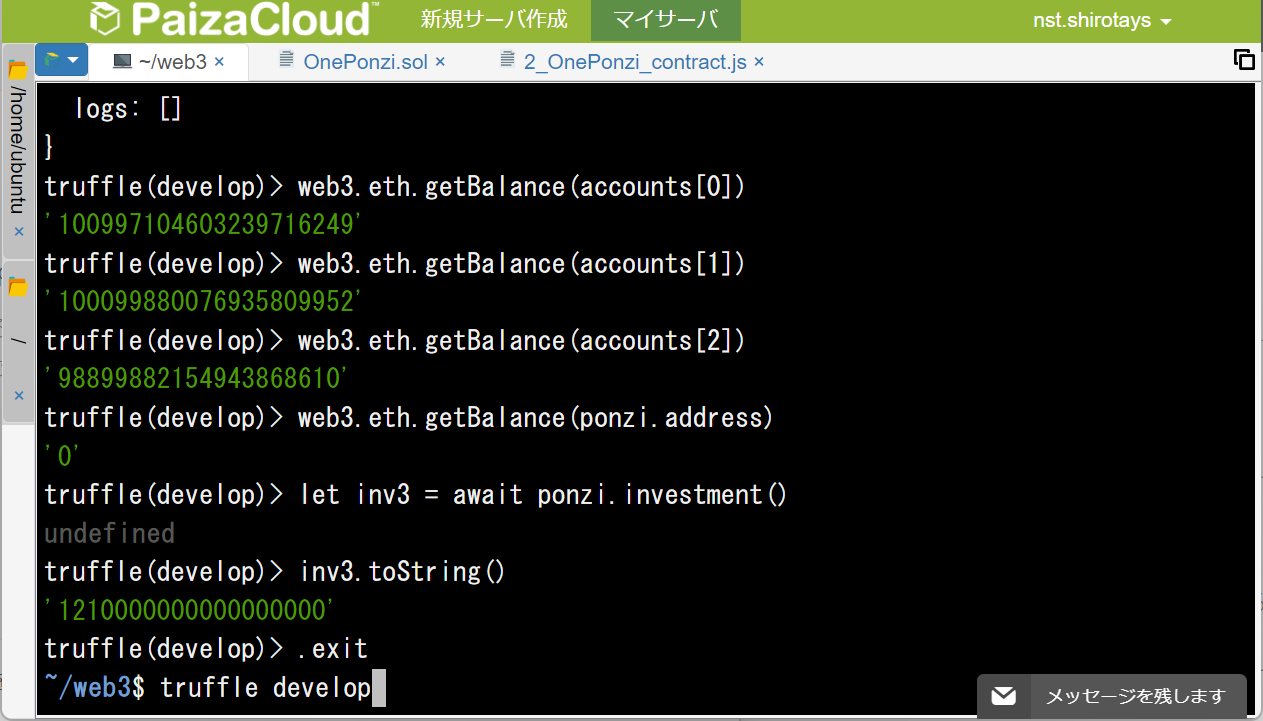 PaizaCloud™ 新規サーバ作成 マイサーバ nst.shirotays
~/web3 × OnePonzi.sol × 2_OnePonzi_contract.js ×
/home/ubuntu ×
/ ×
logs: []
}
truffle(develop)> web3.eth.getBalance(accounts[0])
'100997104603239716249'
truffle(develop)> web3.eth.getBalance(accounts[1])
'100099880076935809952'
truffle(develop)> web3.eth.getBalance(accounts[2])
'98899882154943868610'
truffle(develop)> web3.eth.getBalance(ponzi.address)
'0'
truffle(develop)> let inv3 = await ponzi.investment()
undefined
truffle(develop)> inv3.toString()
'1210000000000000000'
truffle(develop)> .exit
~/web3$ truffle develop
メッセージを残します